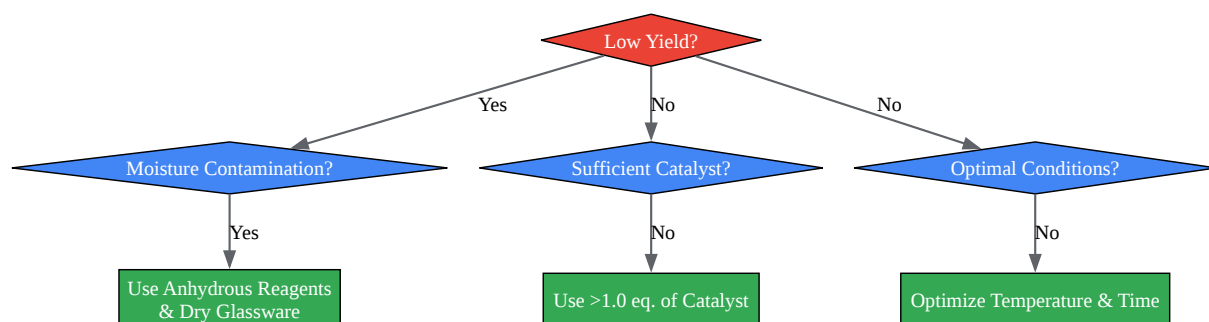 Low Yield?
Yes
No
No
Moisture Contamination?
Sufficient Catalyst?
Optimal Conditions?
Yes
No
No
Use Anhydrous Reagents
& Dry Glassware
Use >1.0 eq. of Catalyst
Optimize Temperature & Time